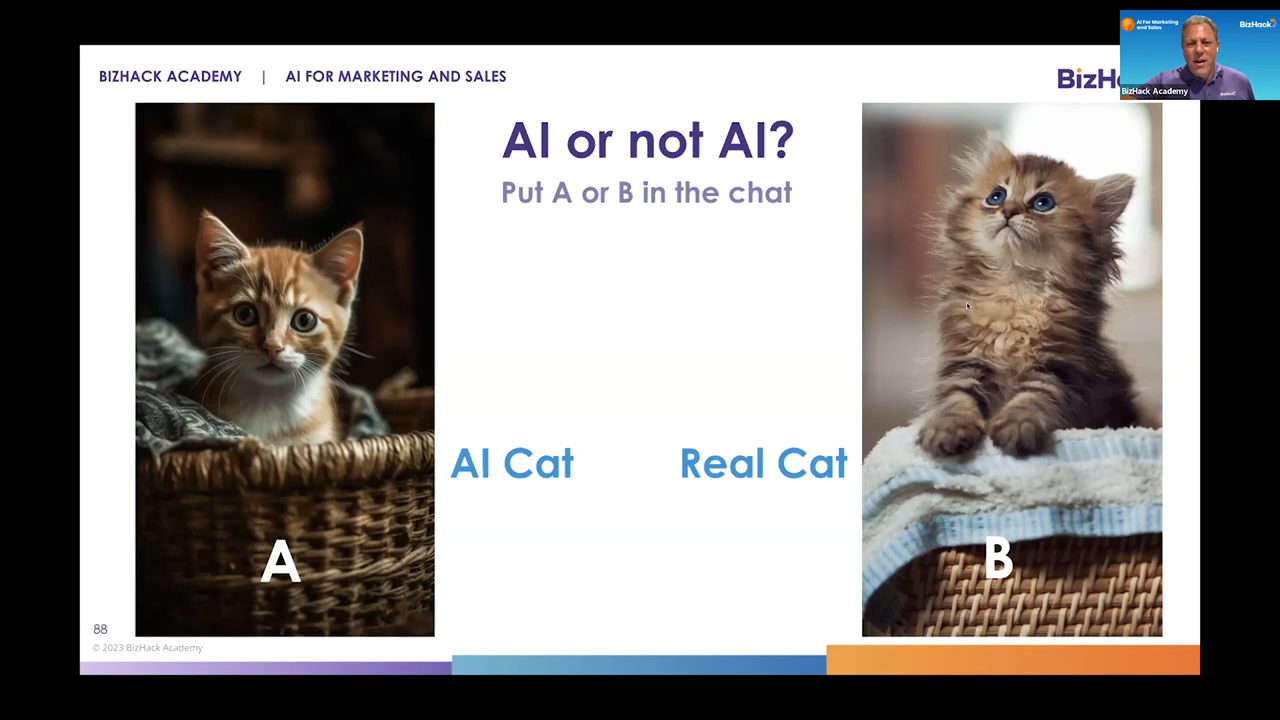 BIZHACK ACADEMY | AI FOR MARKETING AND SALES
BizH
AI For Marketing
and Sales
BizHack
BizHack Academy
AI or not AI?
Put A or B in the chat
AI Cat
Real Cat
A
B
88
© 2023 BizHack Academy